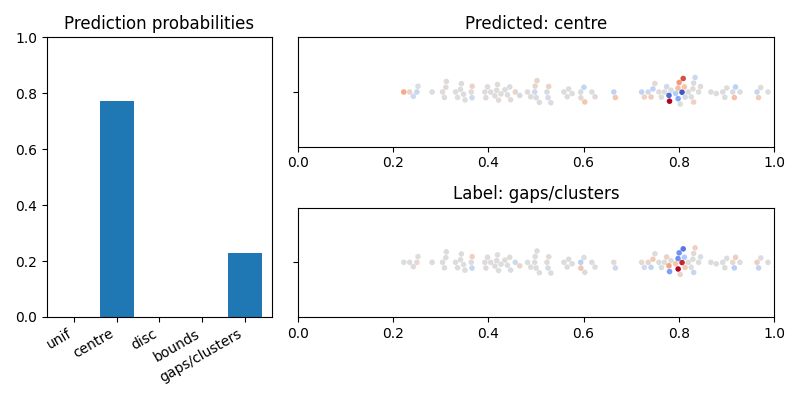 Prediction probabilities
1.0
0.8
0.6
0.4
0.2
0.0
unif
centre
disc
bounds
gaps/clusters
Predicted: centre
0.0 0.2 0.4 0.6 0.8 1.0
Label: gaps/clusters
0.0 0.2 0.4 0.6 0.8 1.0